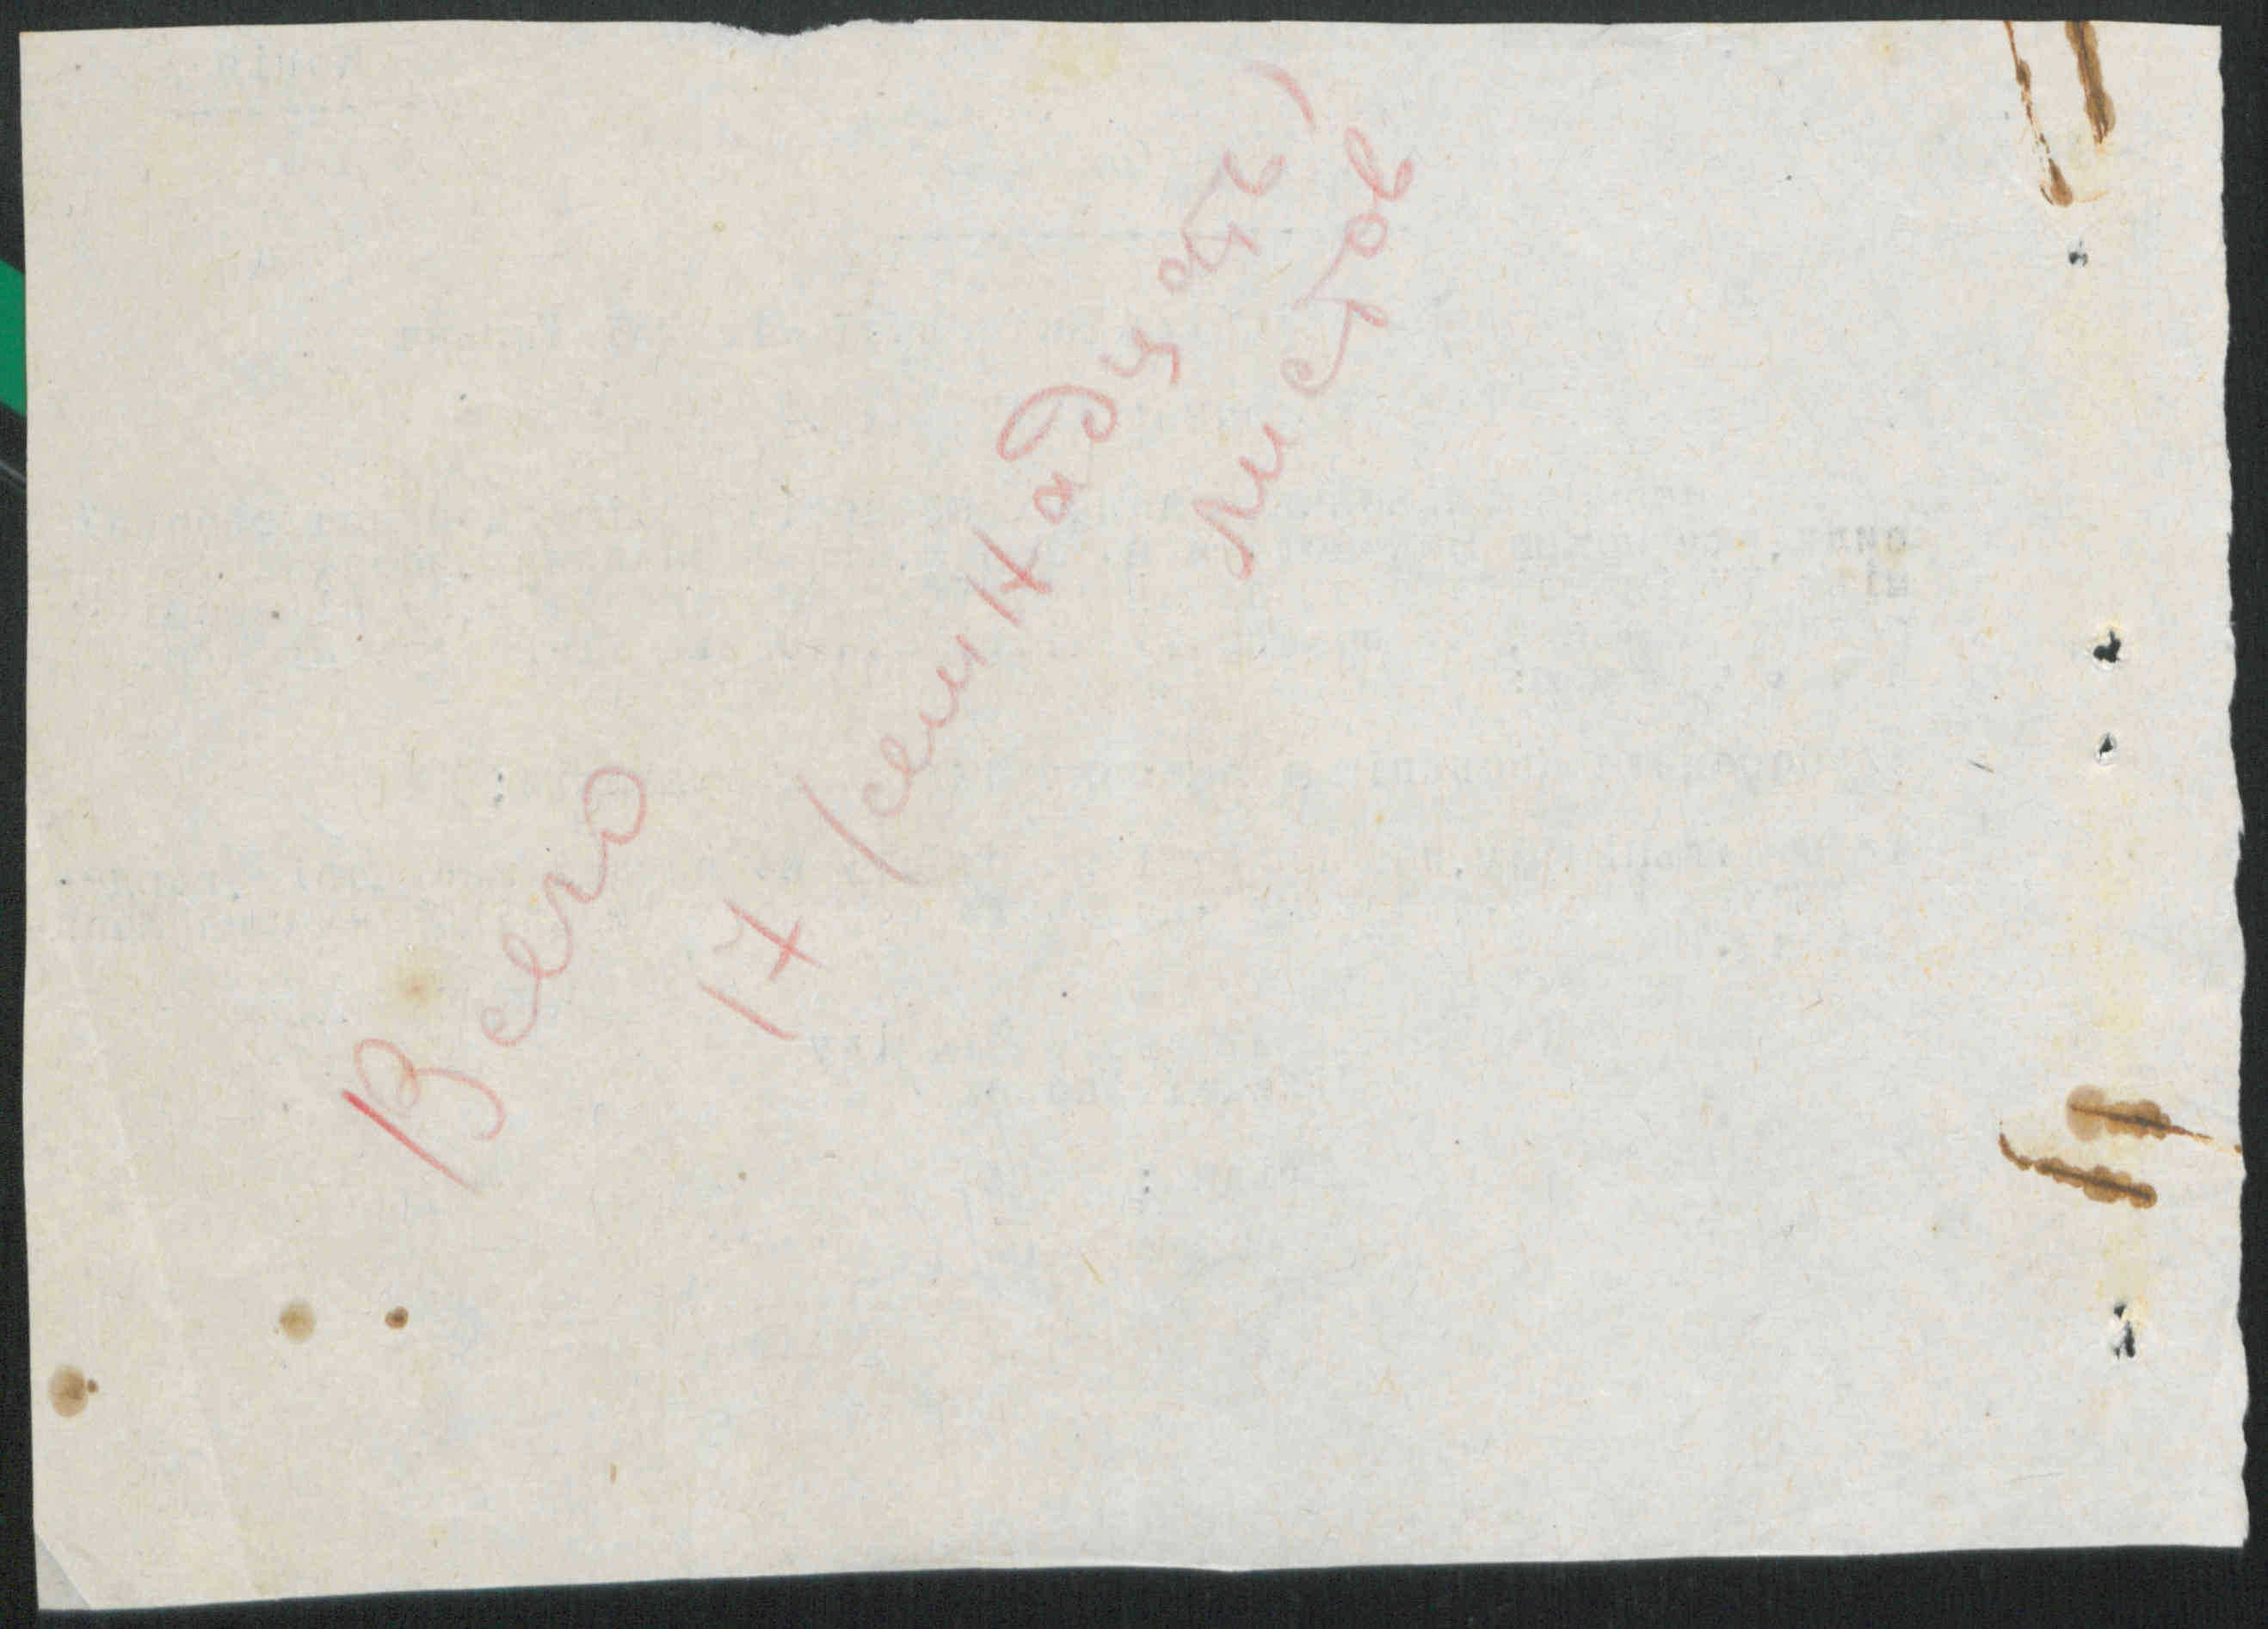 Всего
17 (семнадцать)
листов